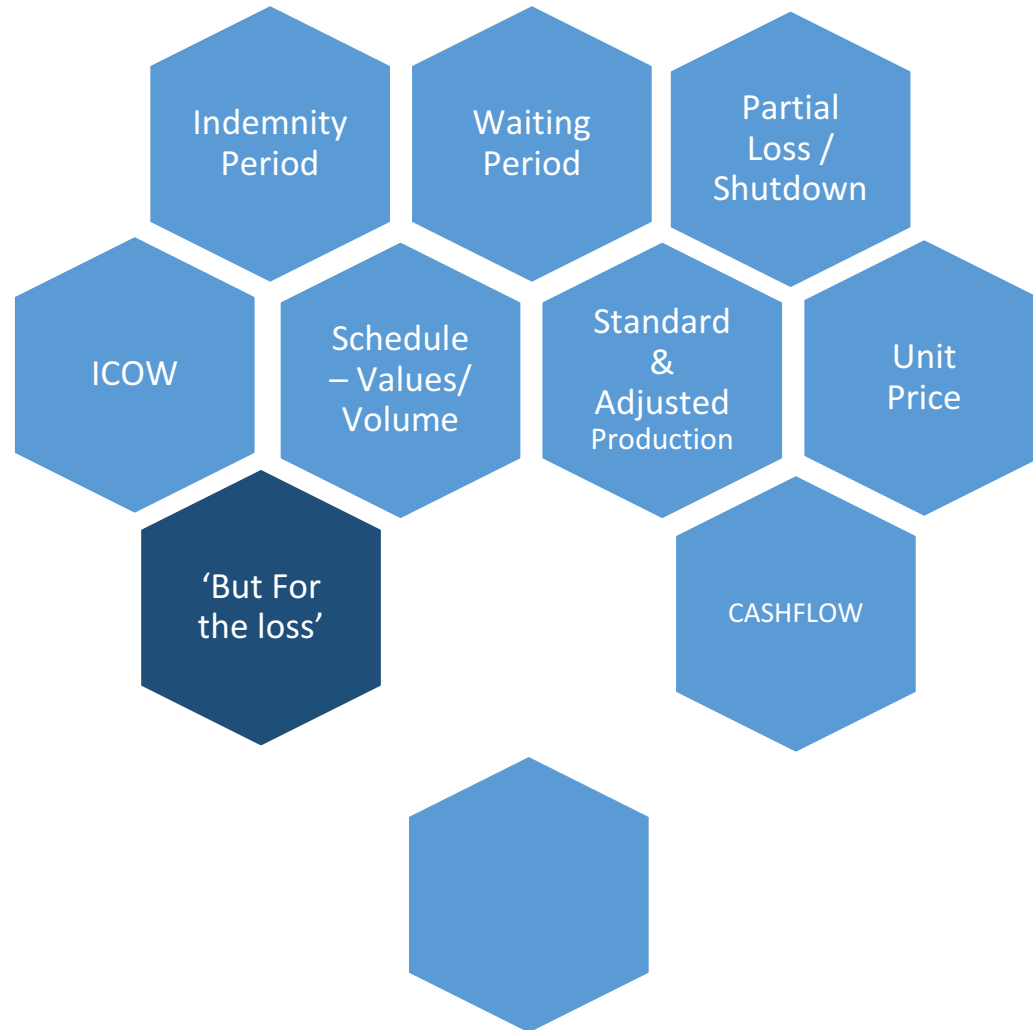 Indemnity
Period
Waiting
Period
Partial
Loss /
Shutdown
ICOW
Schedule
– Values/
Volume
Standard
&
Adjusted
Production
Unit
Price
‘But For
the loss’
CASHFLOW